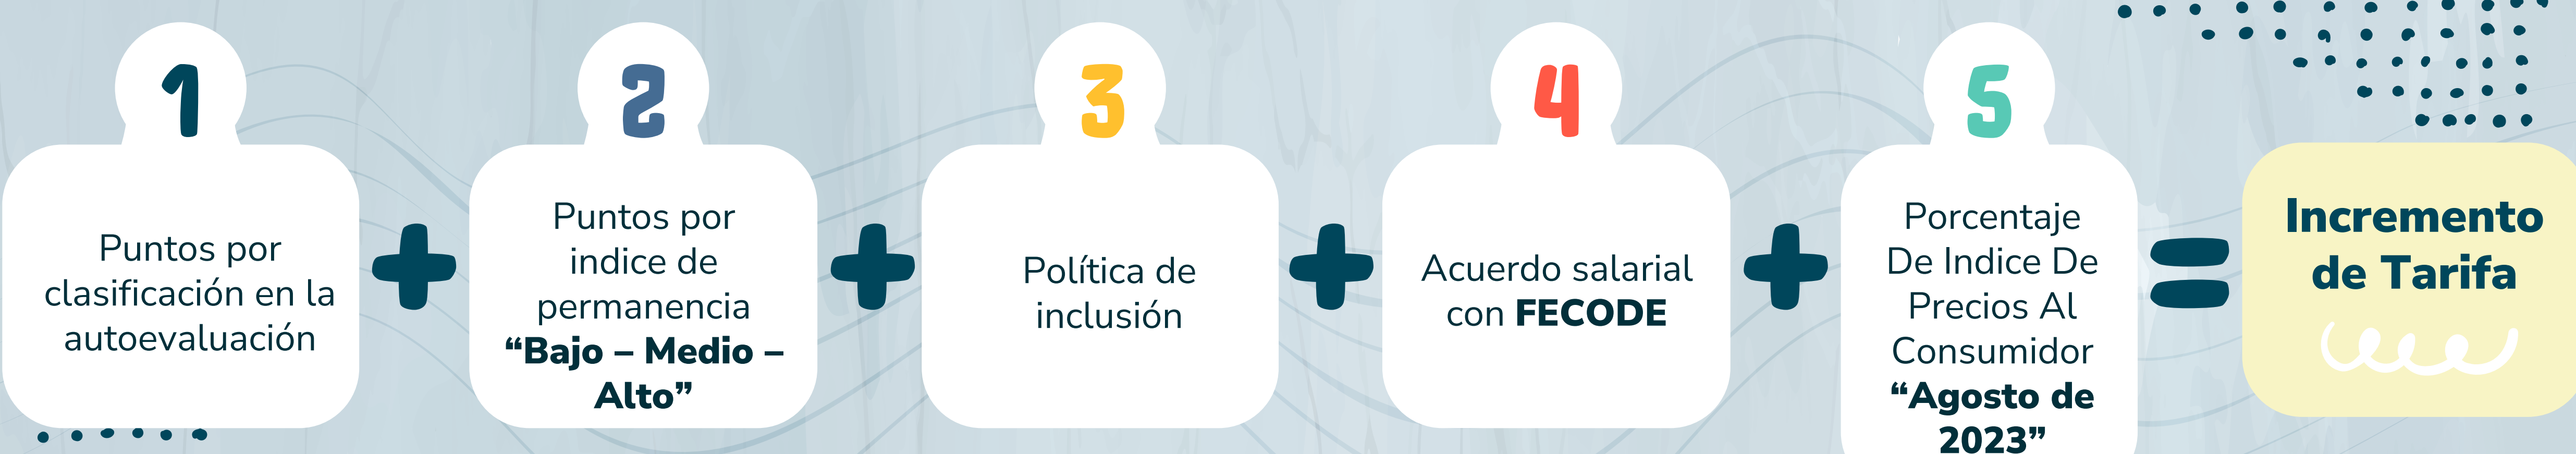 1
Puntos por
clasificación en la
autoevaluación
+
2
Puntos por
indice de
permanencia
“Bajo – Medio –
Alto”
+
3
Política de
inclusión
+
4
Acuerdo salarial
con FECODE
+
5
Porcentaje
De Indice De
Precios Al
Consumidor
“Agosto de
2023”
=
Incremento
de Tarifa